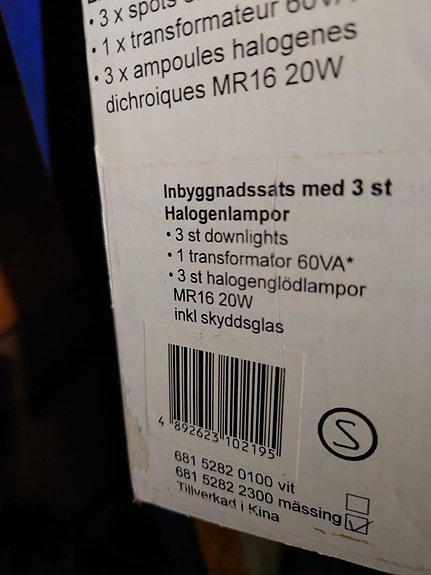 • 3 x spots
• 1 x transformateur 60VA
• 3 x ampoules halogenes
dichroiques MR16 20W
Inbyggnadssats med 3 st
Halogenlampor
• 3 st downlights
• 1 transformator 60VA*
• 3 st halogenglödlampor
MR16 20W
inkl skyddsglas
4 892623 102195
S
681 5282 0100 vit
681 5282 2300 mässing
Tillverkad i Kina